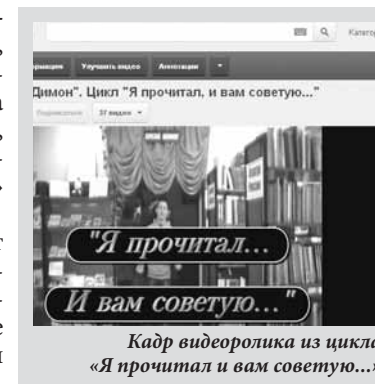 Категор
Улучшить видео Аннотации
Димон". Цикл "Я прочитал, и вам советую..."
37 видео
"Я прочитал...
И вам советую..."
Кадр видеоролика из цикла
«Я прочитал и вам советую...»